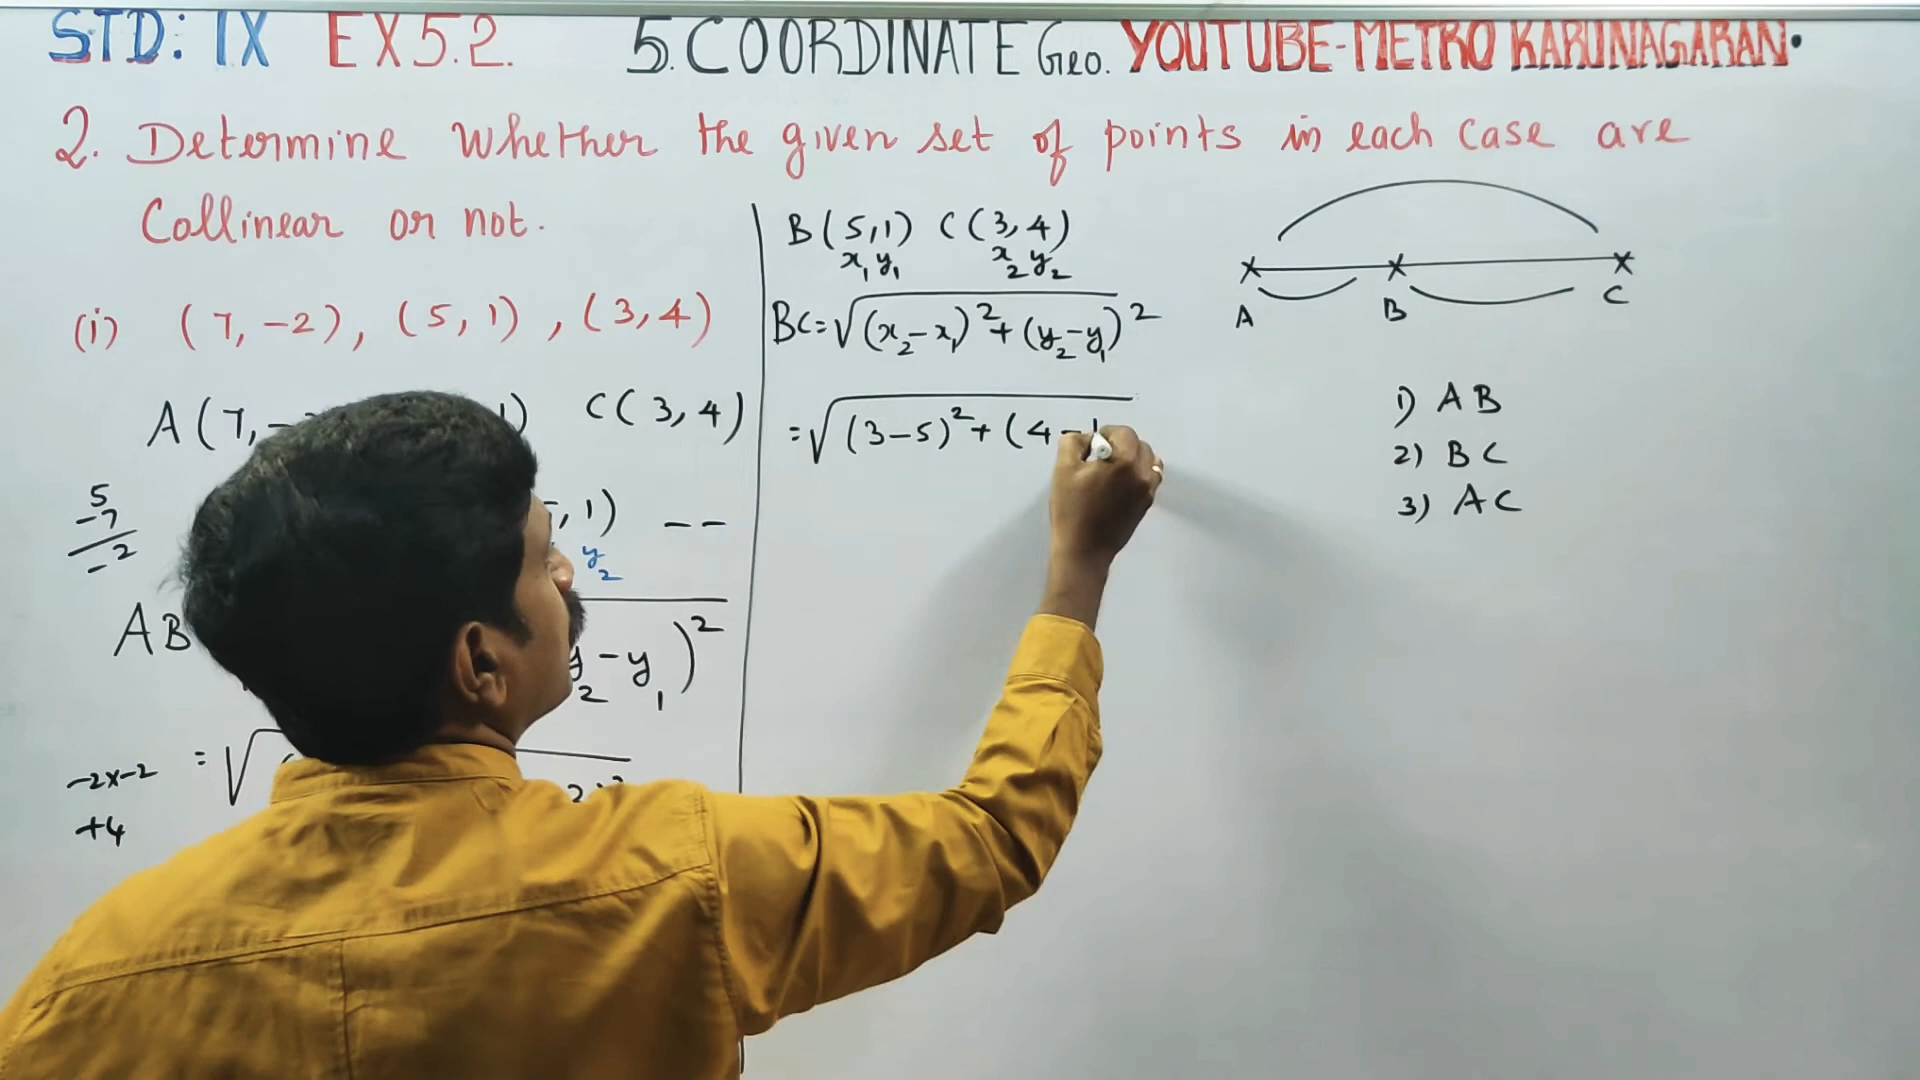 STD: IX EX 5.2. 5. COORDINATE Geo. YOUTUBE-METRO KARUNAGARAN.
2. Determine whether the given set of points in each case are
Collinear or not.
(i) (7, -2), (5, 1), (3, 4)
A(7, - 1) C(3, 4)
5
-7
-2
, 1) --
y₂
AB
y₂ - y₁)²
= √
-2x-2
+4
B(5,1) C(3,4)
x₁ y₁ x₂ y₂
BC = √(x₂-x₁)² + (y₂-y₁)²
= √(3-5)² + (4-1
A B C
1) AB
2) BC
3) AC